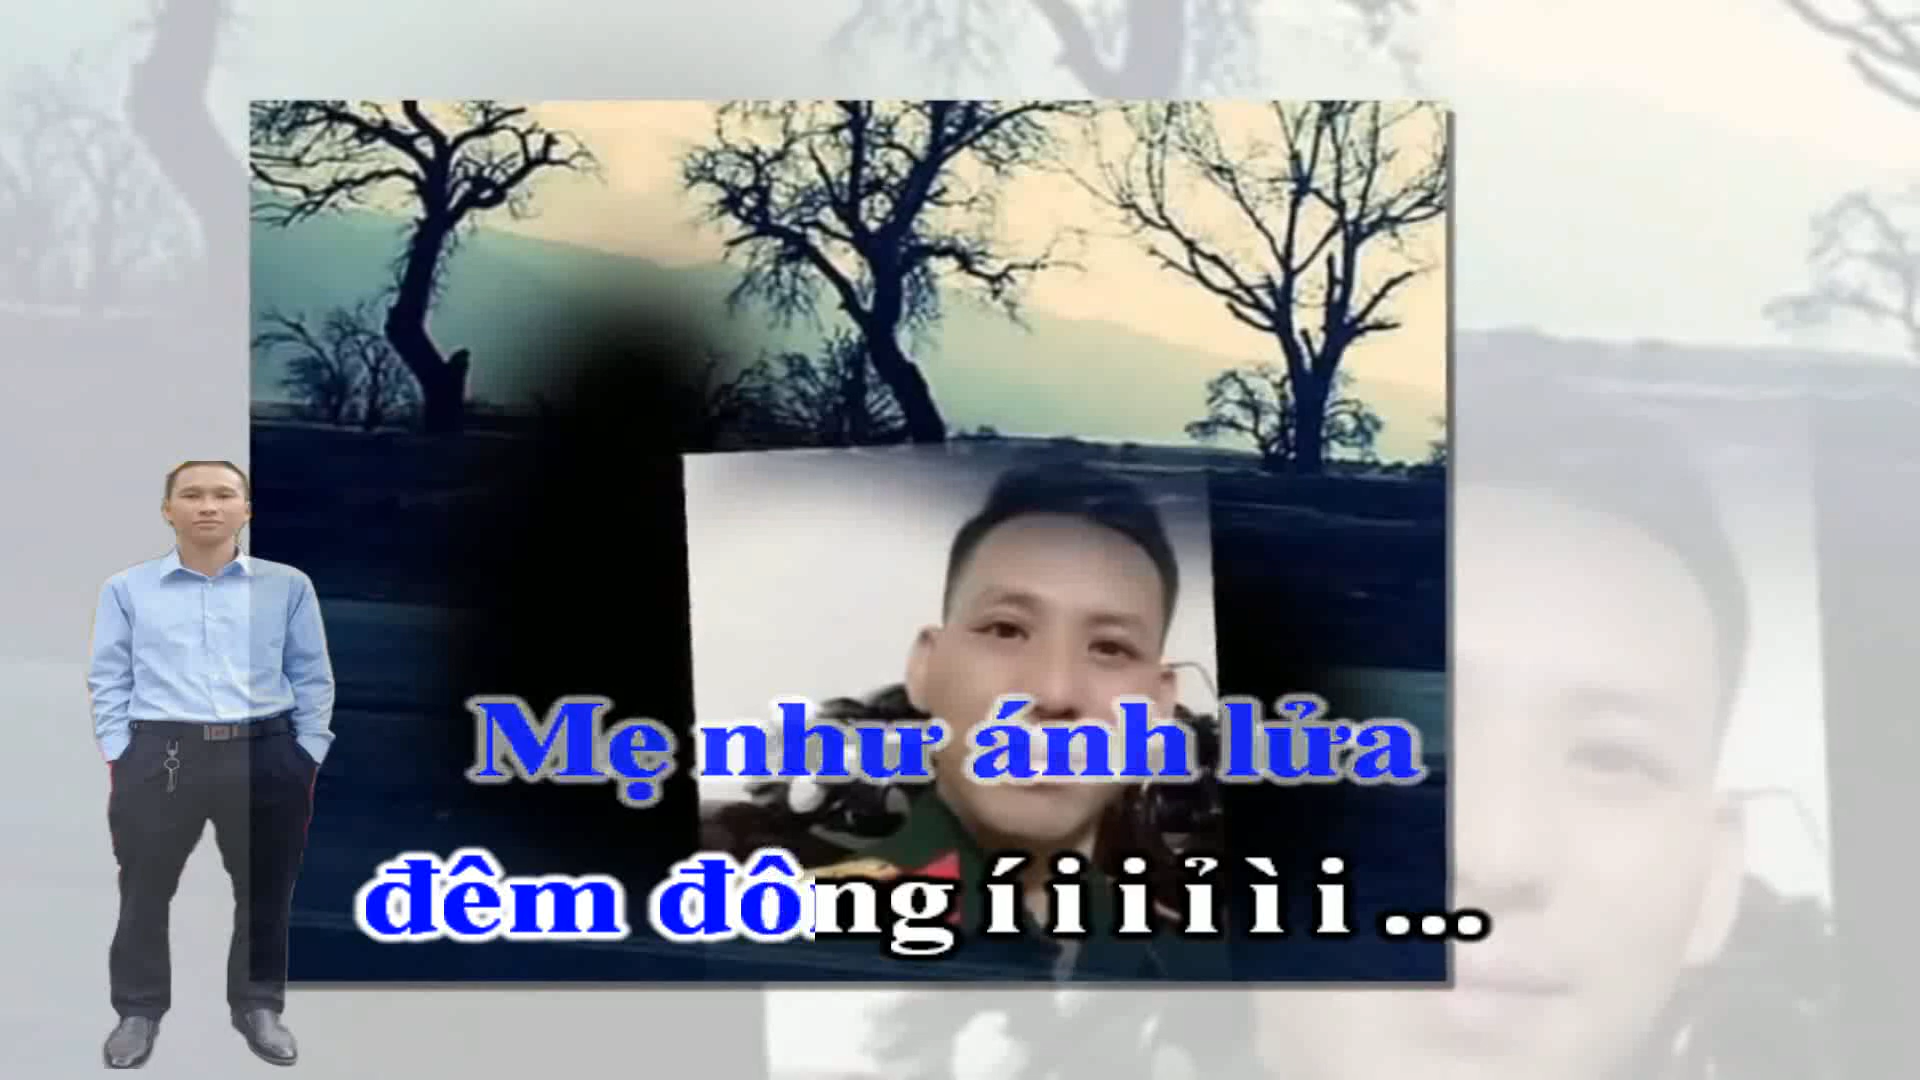 Mẹ như ánh lửa
đêm đông í i i ỉ ì i ...